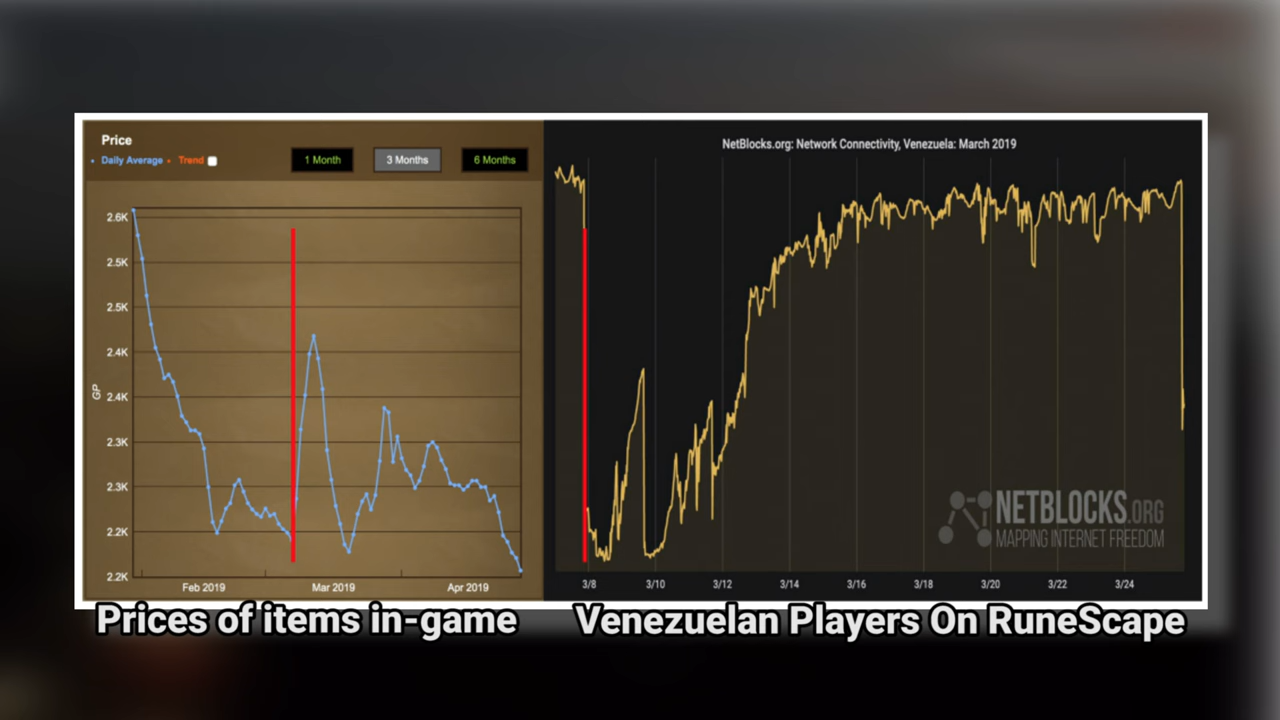 Price
Daily Average
Trend
1 Month
3 Months
6 Months
2.6K
2.5K
2.5K
2.4K
2.4K
2.3K
2.3K
2.2K
2.2K
GP
Feb 2019
Mar 2019
Apr 2019
NetBlocks.org: Network Connectivity, Venezuela: March 2019
NETBLOCKS.ORG
MAPPING INTERNET FREEDOM
3/8
3/10
3/12
3/14
3/16
3/18
3/20
3/22
3/24
Prices of items in-game
Venezuelan Players On RuneScape